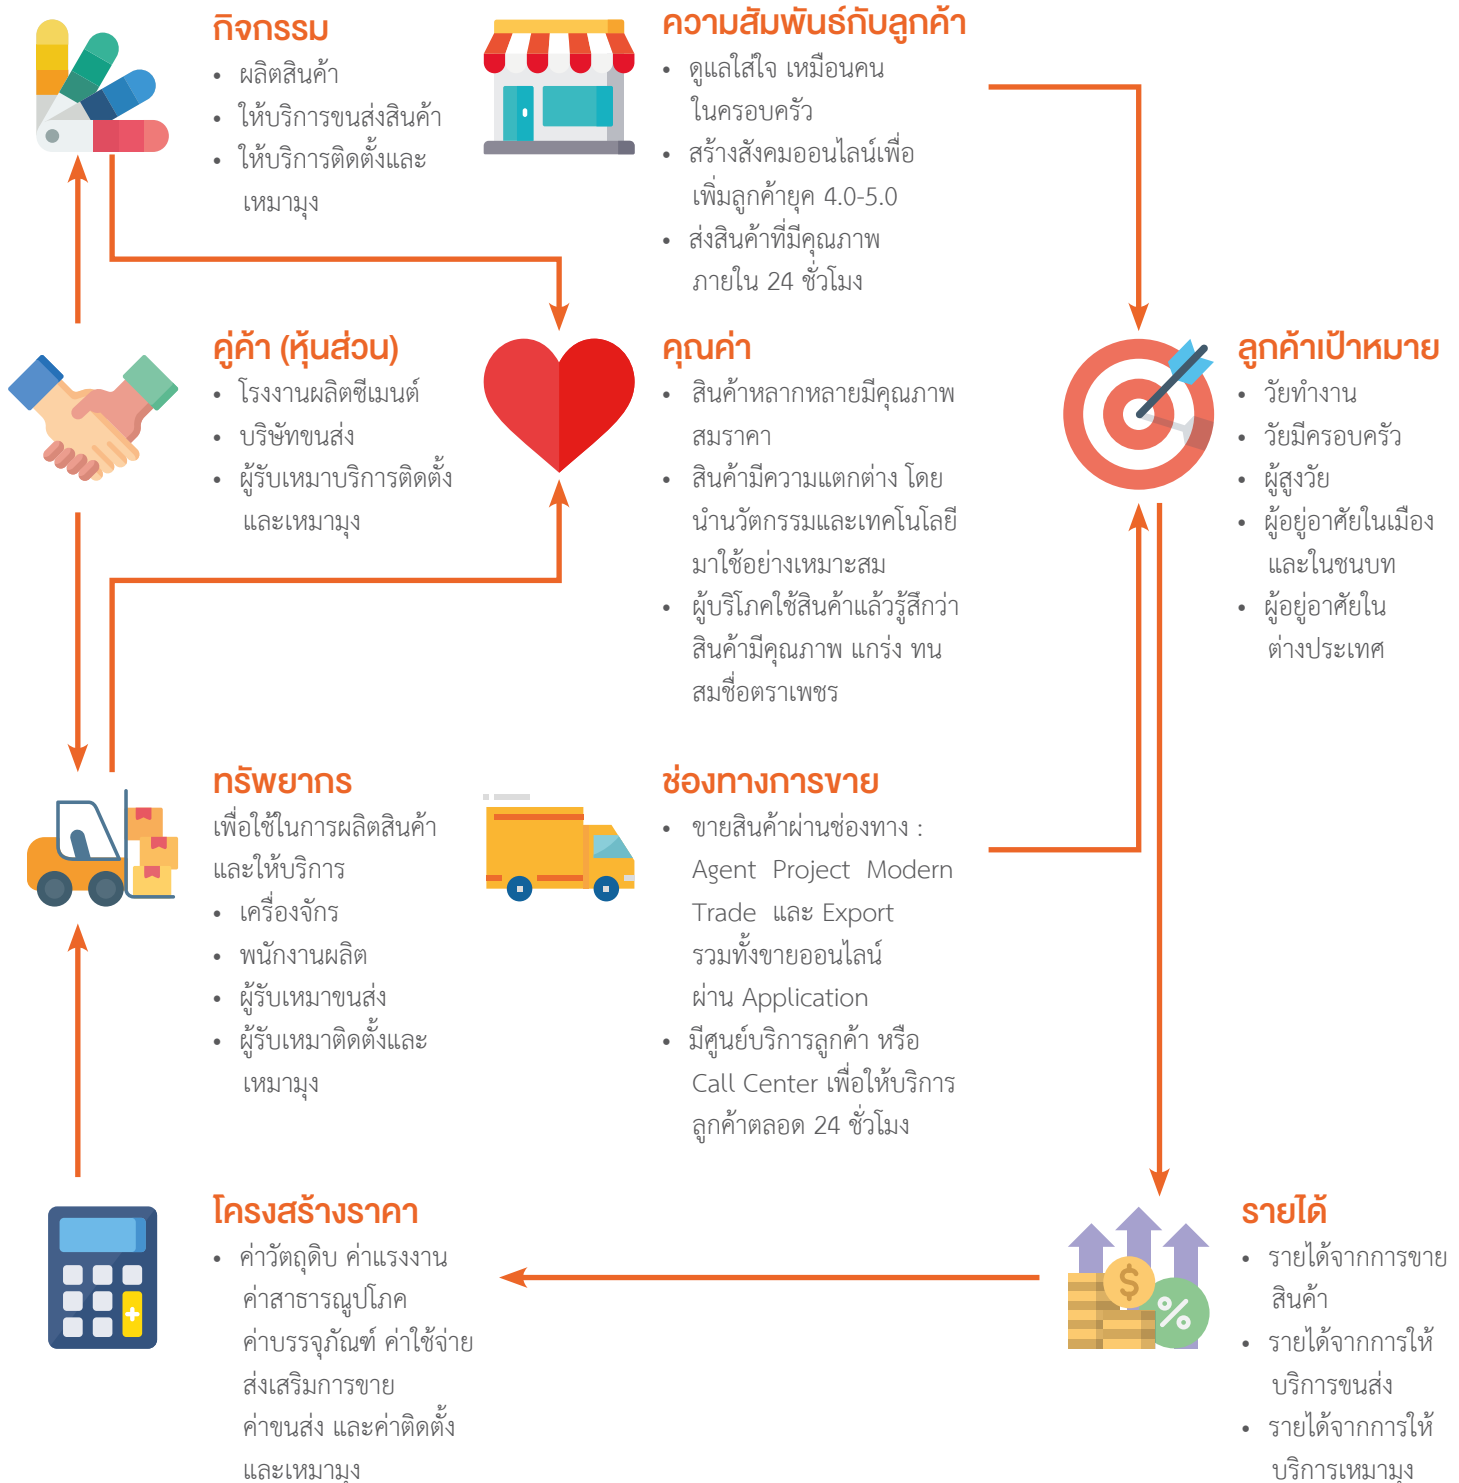 กิจกรรม
• ผลิตสินค้า
• ให้บริการขนส่งสินค้า
• ให้บริการติดตั้งและ
เหมามุง
ความสัมพันธ์กับลูกค้า
• ดูแลใส่ใจ เหมือนคน
ในครอบครัว
• สร้างสังคมออนไลน์เพื่อ
เพิ่มลูกค้ายุค 4.0-5.0
• ส่งสินค้าที่มีคุณภาพ
ภายใน 24 ชั่วโมง
คู่ค้า (หุ้นส่วน)
• โรงงานผลิตซีเมนต์
• บริษัทขนส่ง
• ผู้รับเหมาบริการติดตั้ง
และเหมามุง
คุณค่า
• สินค้าหลากหลายมีคุณภาพ
สมราคา
• สินค้ามีความแตกต่าง โดย
นำนวัตกรรมและเทคโนโลยี
มาใช้อย่างเหมาะสม
• ผู้บริโภคใช้สินค้าแล้วรู้สึกว่า
สินค้ามีคุณภาพ แกร่ง ทน
สมชื่อตราเพชร
ลูกค้าเป้าหมาย
• วัยทำงาน
• วัยมีครอบครัว
• ผู้สูงวัย
• ผู้อยู่อาศัยในเมือง
และในชนบท
• ผู้อยู่อาศัยใน
ต่างประเทศ
ทรัพยากร
เพื่อใช้ในการผลิตสินค้า
และให้บริการ
• เครื่องจักร
• พนักงานผลิต
• ผู้รับเหมาขนส่ง
• ผู้รับเหมาติดตั้งและ
เหมามุง
ช่องทางการขาย
• ขายสินค้าผ่านช่องทาง :
Agent Project Modern
Trade และ Export
รวมทั้งขายออนไลน์
ผ่าน Application
• มีศูนย์บริการลูกค้า หรือ
Call Center เพื่อให้บริการ
ลูกค้าตลอด 24 ชั่วโมง
โครงสร้างราคา
• ค่าวัตถุดิบ ค่าแรงงาน
ค่าสาธารณูปโภค
ค่าบรรจุภัณฑ์ ค่าใช้จ่าย
ส่งเสริมการขาย
ค่าขนส่ง และค่าติดตั้ง
และเหมามุง
รายได้
• รายได้จากการขาย
สินค้า
• รายได้จากการให้
บริการขนส่ง
• รายได้จากการให้
บริการเหมามุง